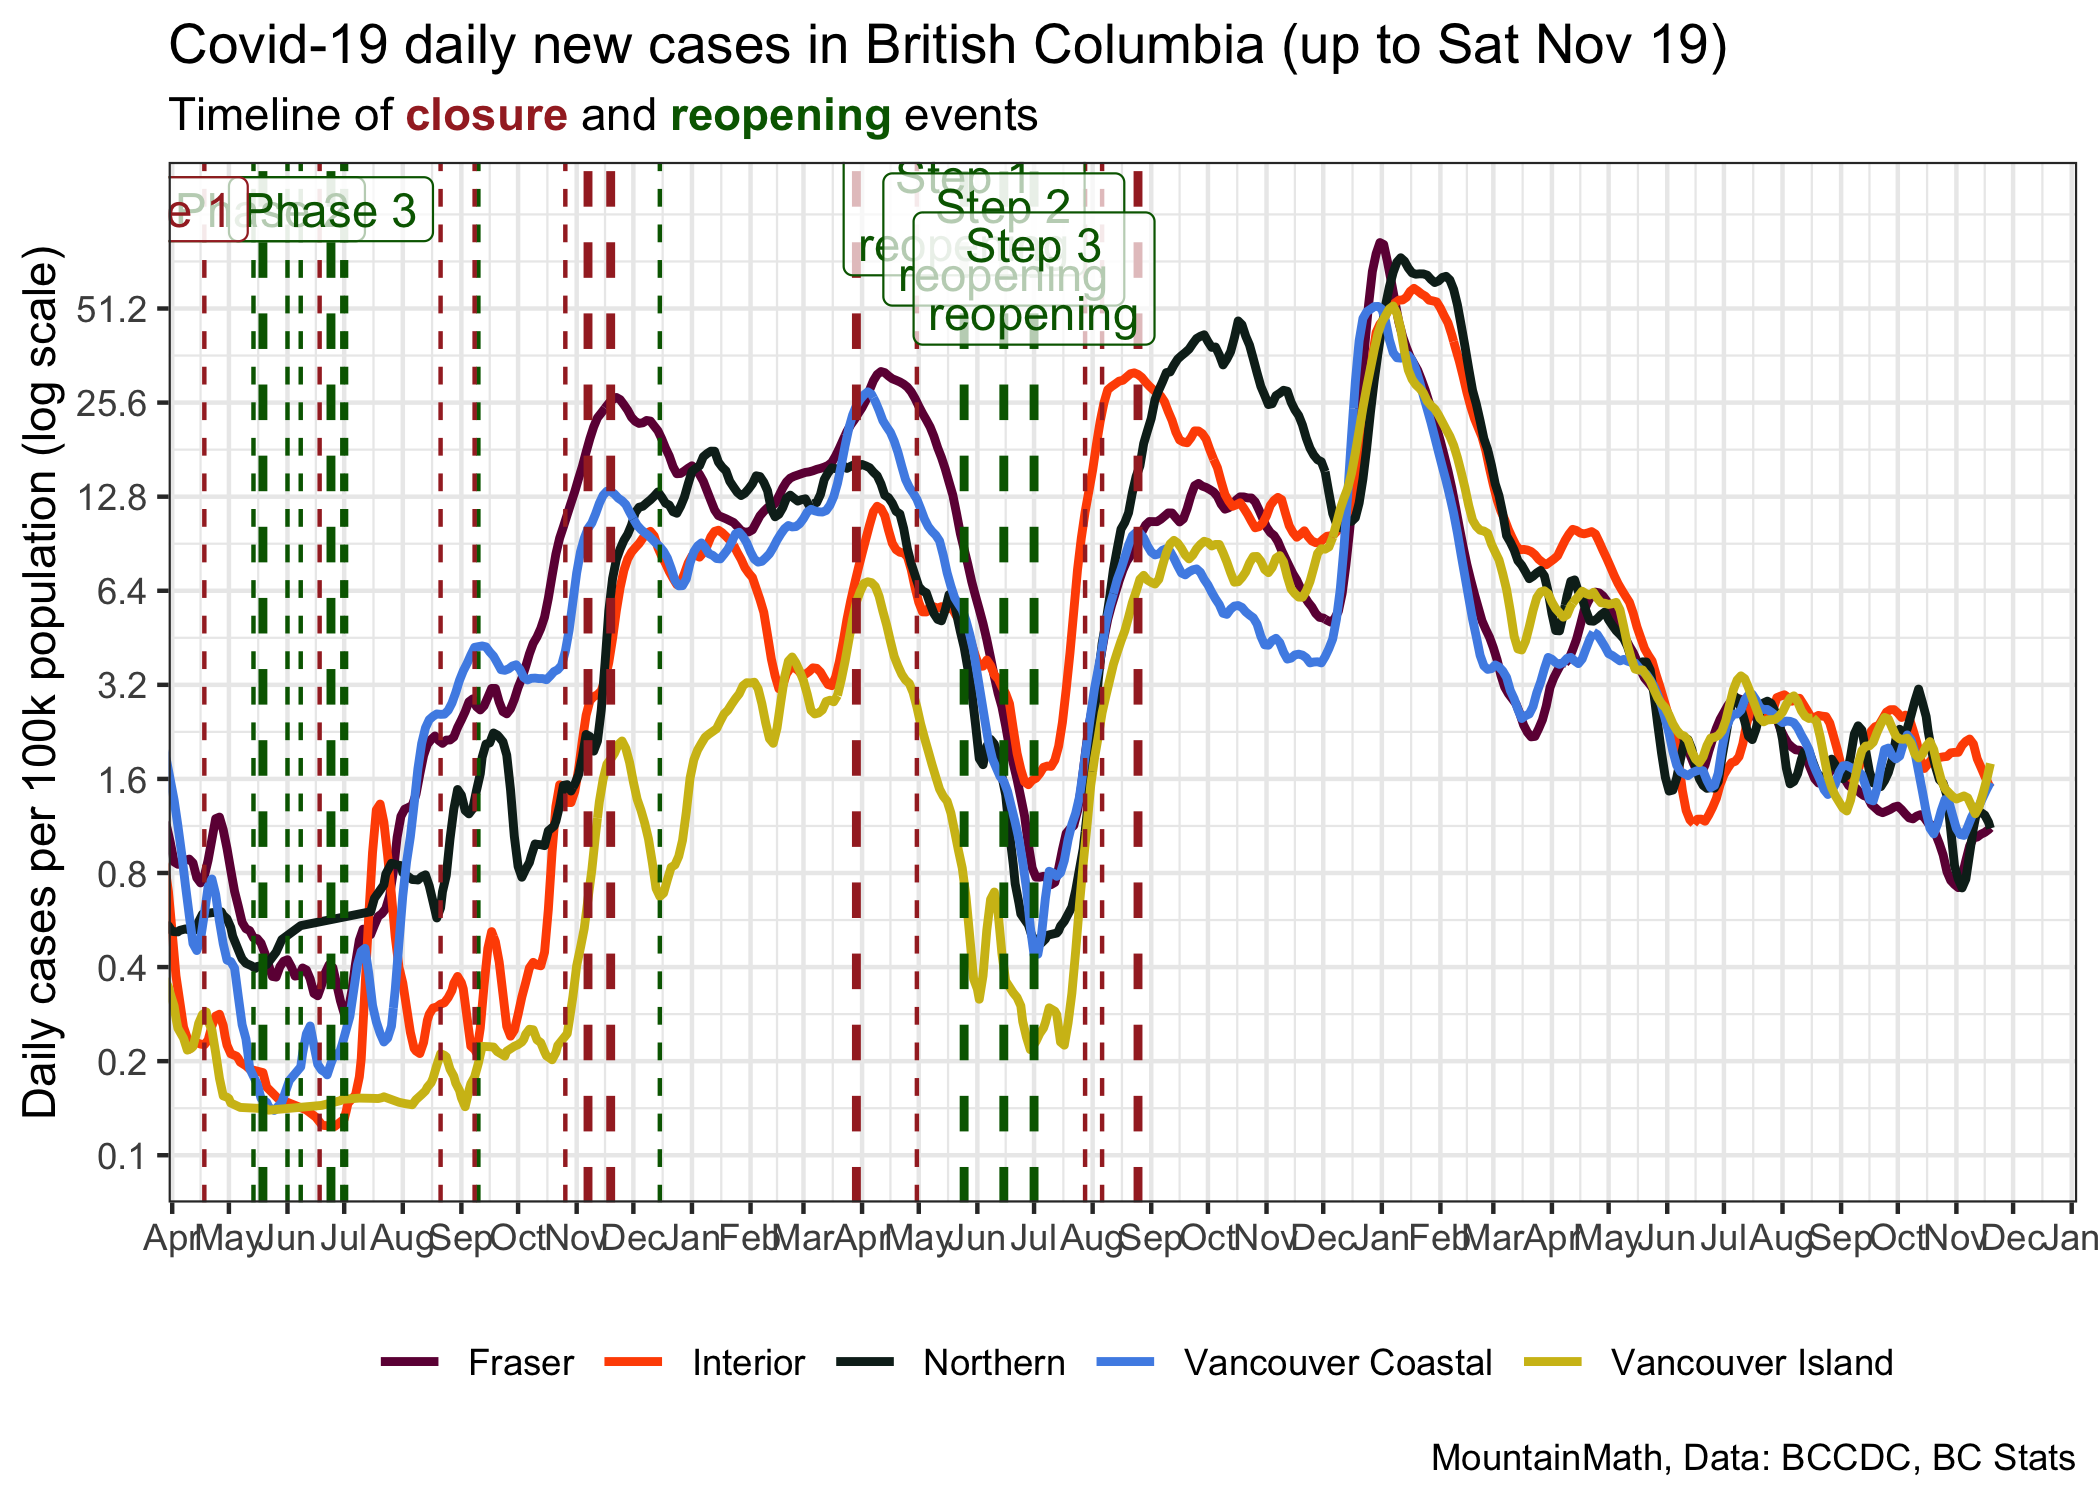 Covid-19 daily new cases in British Columbia (up to Sat Nov 19)
Timeline of closure and reopening events
e 1 Phase 2 Phase 3
Step 1
reopening
Step 2
reopening
Step 3
reopening
Daily cases per 100k population (log scale)
51.2
25.6
12.8
6.4
3.2
1.6
0.8
0.4
0.2
0.1
Apr May Jun Jul Aug Sep Oct Nov Dec Jan Feb Mar Apr May Jun Jul Aug Sep Oct Nov Dec Jan Feb Mar Apr May Jun Jul Aug Sep Oct Nov Dec Jan
Fraser Interior Northern Vancouver Coastal Vancouver Island
MountainMath, Data: BCCDC, BC Stats